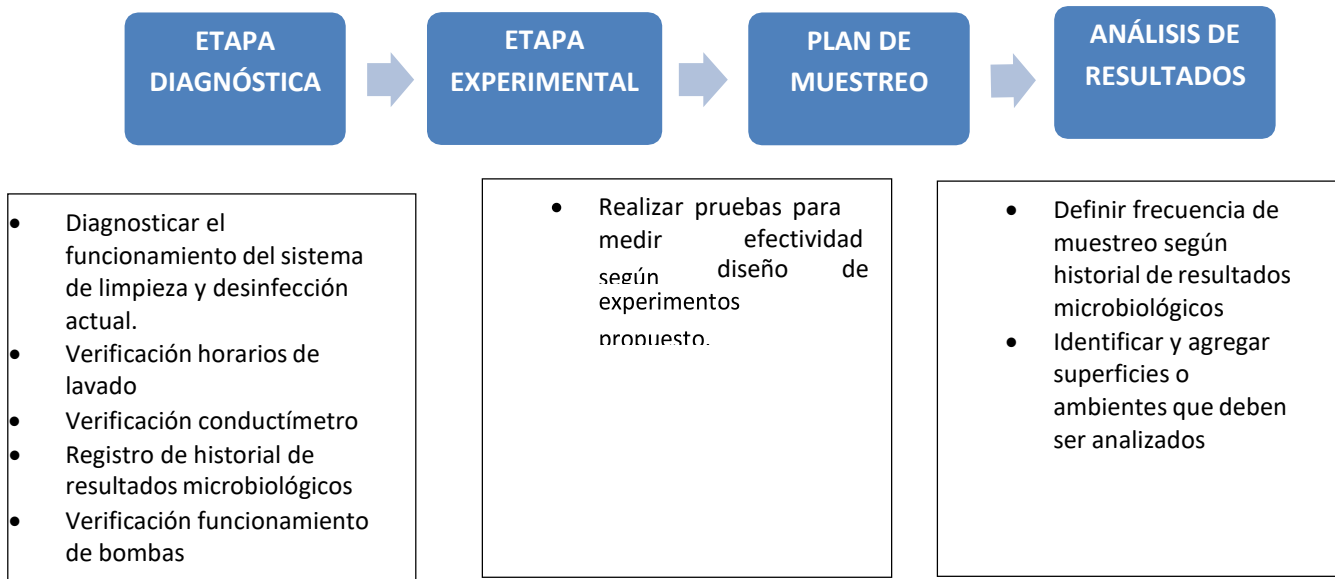 ETAPA
DIAGNÓSTICA
ETAPA
EXPERIMENTAL
PLAN DE
MUESTREO
ANÁLISIS DE
RESULTADOS
• Diagnosticar el
funcionamiento del sistema
de limpieza y desinfección
actual.
• Verificación horarios de
lavado
• Verificación conductímetro
• Registro de historial de
resultados microbiológicos
• Verificación funcionamiento
de bombas
• Realizar pruebas para
medir efectividad
según diseño de
experimentos
propuesto.
• Definir frecuencia de
muestreo según
historial de resultados
microbiológicos
• Identificar y agregar
superficies o
ambientes que deben
ser analizados